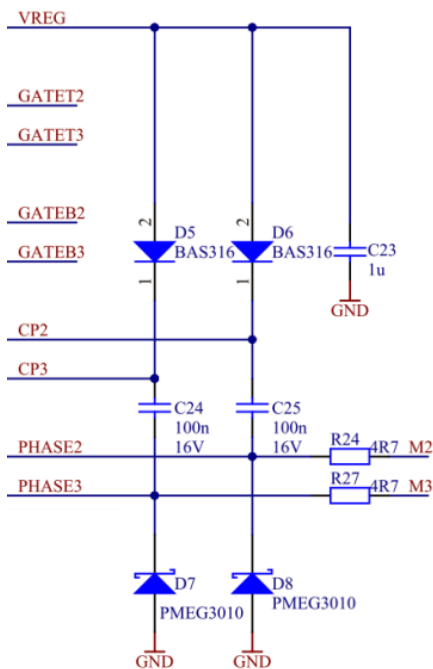 VREG
GATET2
GATET3
GATEB2
GATEB3
2
D5
BAS316
1
2
D6
BAS316
1
C23
1u
GND
CP2
CP3
C24
100n
16V
C25
100n
16V
PHASE2
R24
4R7
M2
PHASE3
R27
4R7
M3
D7
PMEG3010
D8
PMEG3010
GND
GND